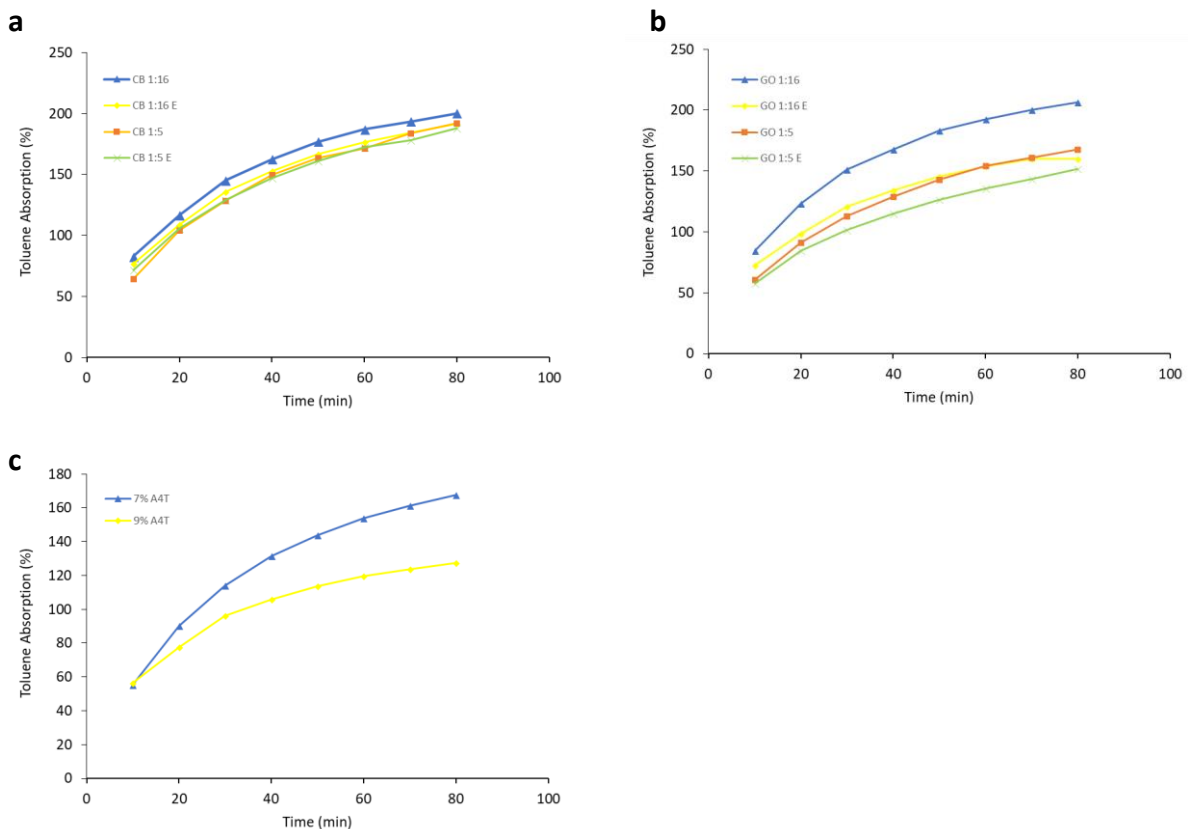 a
250
200
150
100
50
0
0 20 40 60 80 100
Toluene Absorption (%)
Time (min)
CB 1:16
CB 1:16 E
CB 1:5
CB 1:5 E
b
250
200
150
100
50
0
0 20 40 60 80 100
Toluene Absorption (%)
Time (min)
GO 1:16
GO 1:16 E
GO 1:5
GO 1:5 E
c
180
160
140
120
100
80
60
40
20
0
0 20 40 60 80 100
Toluene Absorption (%)
Time (min)
7% A4T
9% A4T